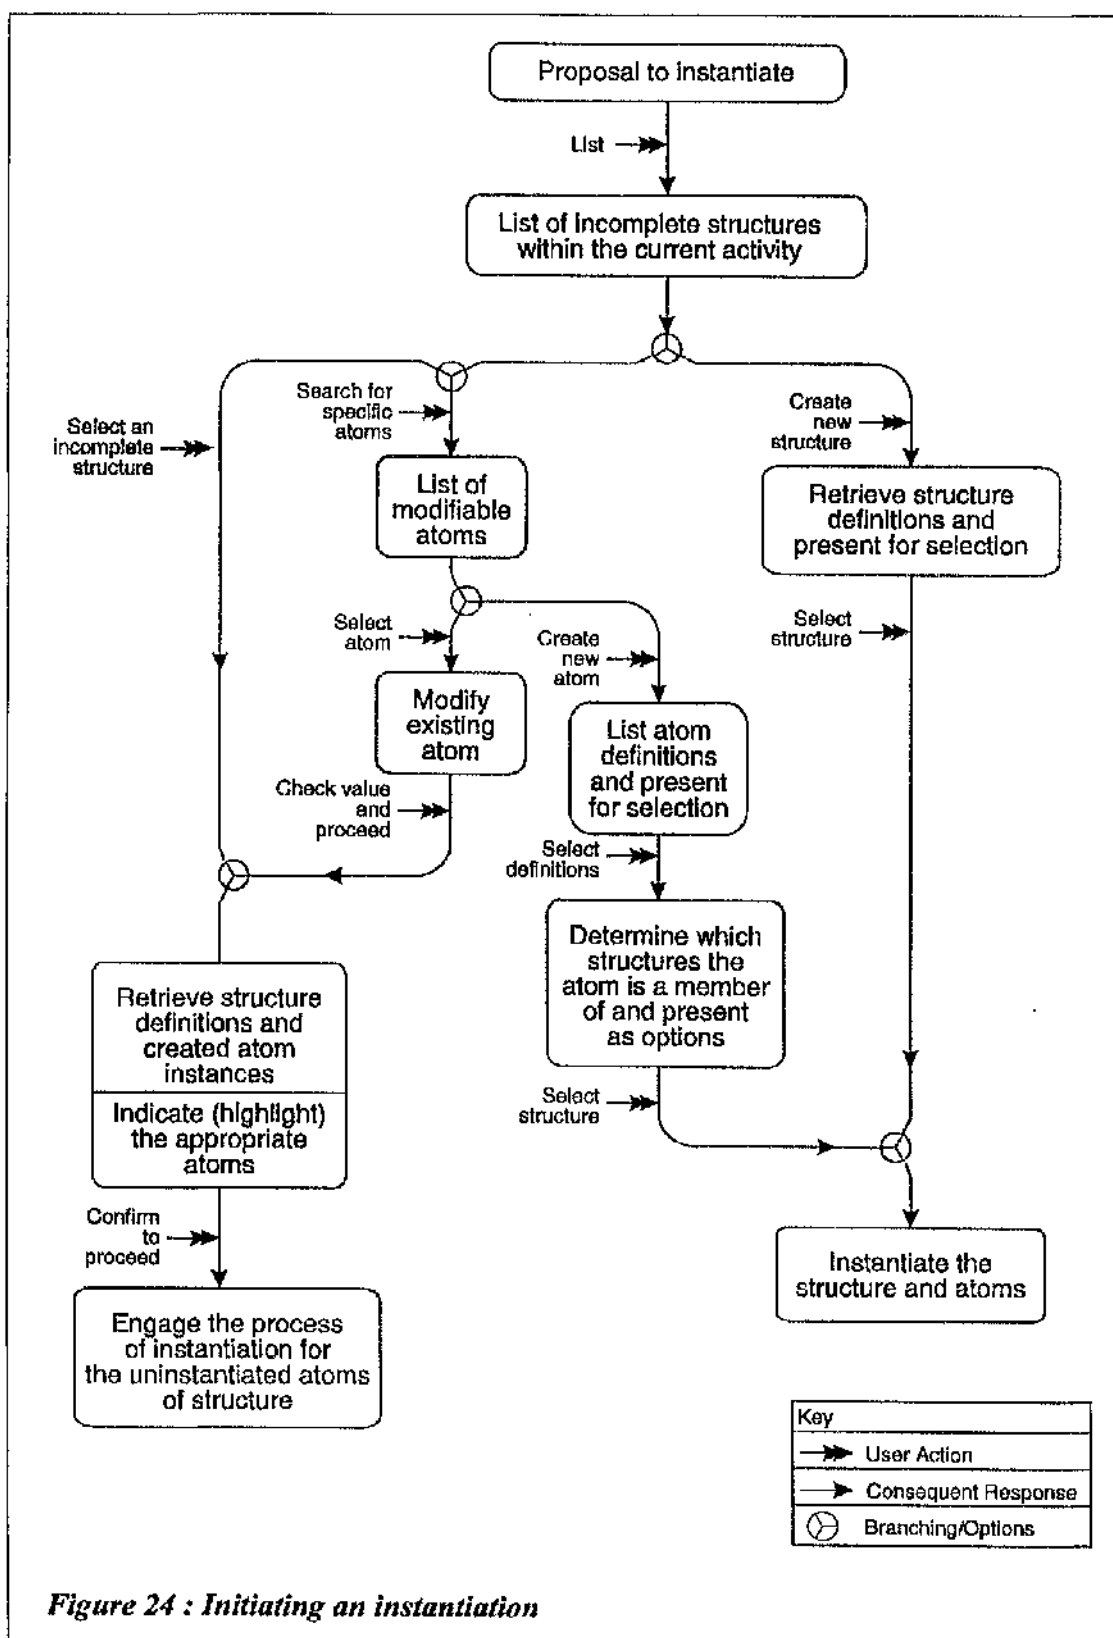 Proposal to instantiate
List
List of incomplete structures
within the current activity
Search for
specific
atoms
Select an
incomplete
structure
Create
new
structure
List of
modifiable
atoms
Retrieve structure
definitions and
present for selection
Select
atom
Create
new
atom
Select
structure
Modify
existing
atom
List atom
definitions
and present
for selection
Check value
and
proceed
Select
definitions
Determine which
structures the
atom is a member
of and present
as options
Retrieve structure
definitions and
created atom
instances
Indicate (highlight)
the appropriate
atoms
Select
structure
Confirm
to
proceed
Instantiate the
structure and atoms
Engage the process
of instantiation for
the uninstantiated atoms
of structure
Key
User Action
Consequent Response
Branching/Options
Figure 24 : Initiating an instantiation